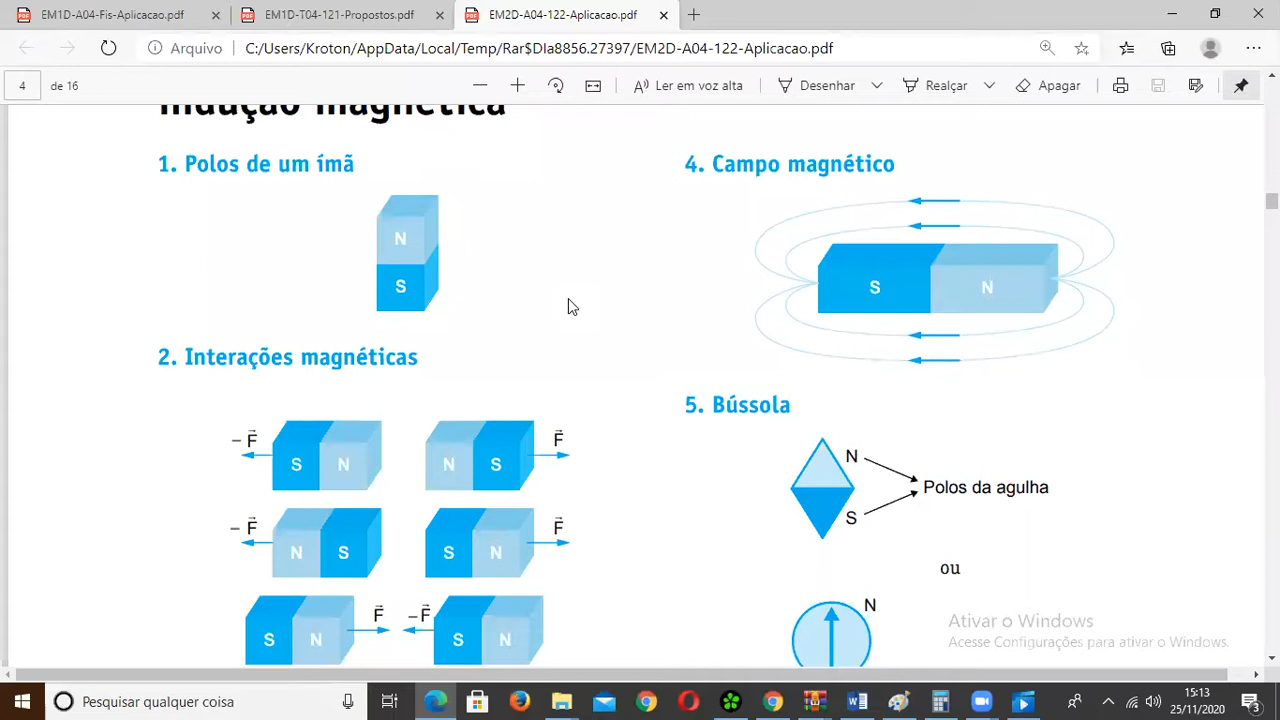 EM1D-A04-Fis-Aplicacao.pdf
EM1D-T04-121-Propostos.pdf
EM2D-A04-122-Aplicacao.pdf
Arquivo
C:/Users/Kroton/AppData/Local/Temp/Rar$DIa8856.27397/EM2D-A04-122-Aplicacao.pdf
4 de 16
A Ler em voz alta
Desenhar
Realçar
Apagar
Indução magnética
1. Polos de um ímã
N
S
2. Interações magnéticas
– F S N N S F
– F N S S N F
S N F –F S N
4. Campo magnético
S N
5. Bússola
N
Polos da agulha
S
ou
N
Ativar o Windows
Acesse Configurações para ativar o Windows.
Pesquisar qualquer coisa
15:13
25/11/2020
3